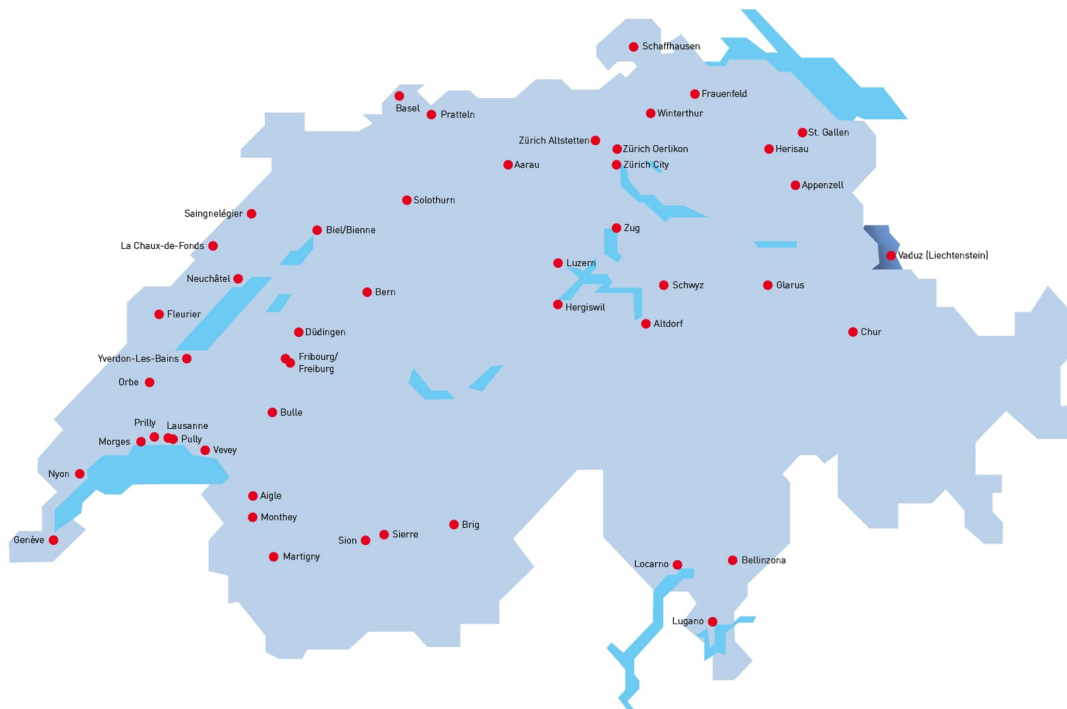 Schaffhausen
Frauenfeld
Basel
Winterthur
Pratteln
St. Gallen
Zürich Altstetten
Zürich Oerlikon
Herisau
Aarau
Zürich City
Appenzell
Solothurn
Saingnelégier
Biel/Bienne
Zug
La Chaux-de-Fonds
Vaduz (Liechtenstein)
Luzern
Neuchâtel
Schwyz
Glarus
Bern
Hergiswil
Fleurier
Altdorf
Düdingen
Chur
Yverdon-Les-Bains
Fribourg/
Freiburg
Orbe
Bulle
Prilly
Lausanne
Morges
Pully
Vevey
Nyon
Aigle
Monthey
Brig
Sierre
Genève
Sion
Martigny
Locarno
Bellinzona
Lugano